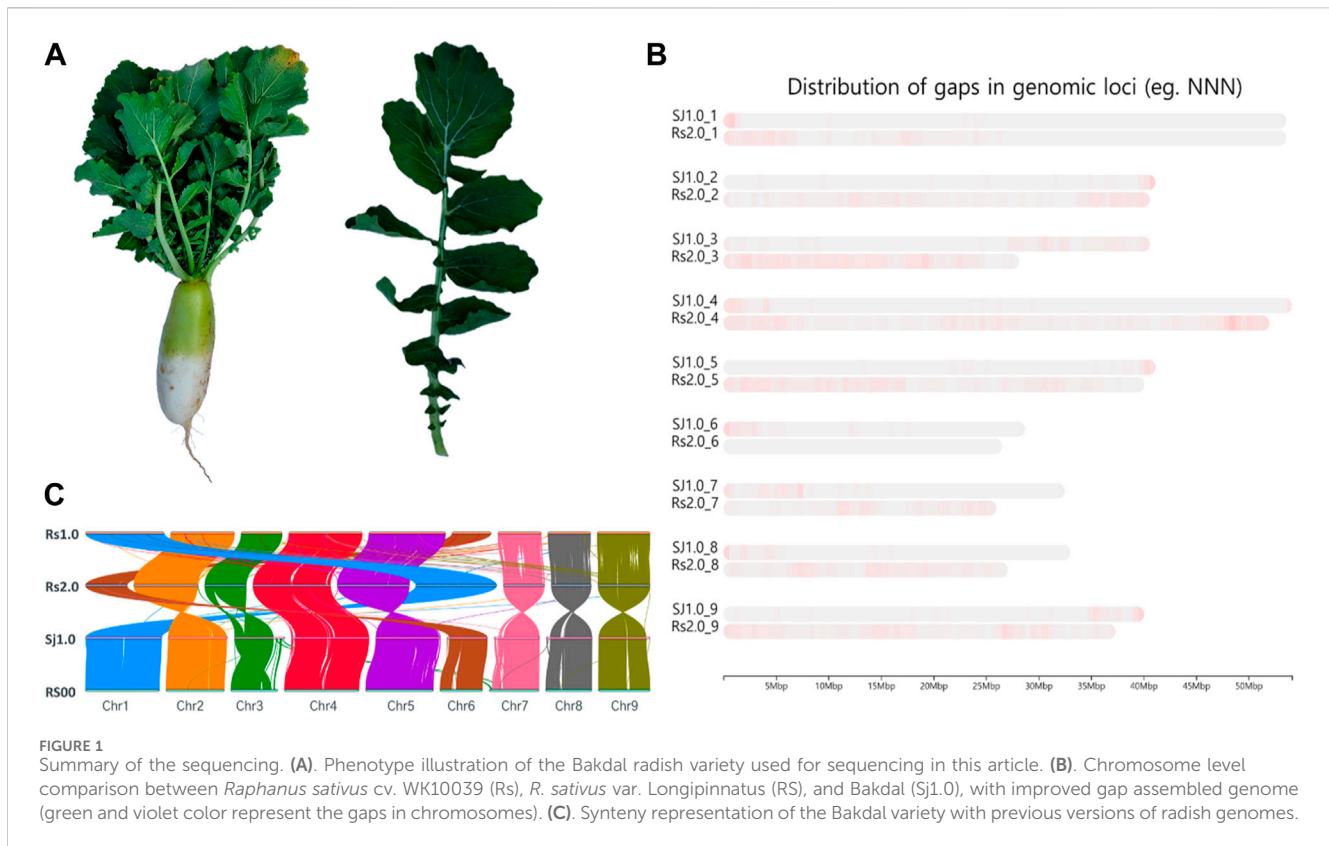 A
B
Distribution of gaps in genomic loci (eg. NNN)
SJ1.0_1
Rs2.0_1
SJ1.0_2
Rs2.0_2
SJ1.0_3
Rs2.0_3
SJ1.0_4
Rs2.0_4
SJ1.0_5
Rs2.0_5
SJ1.0_6
Rs2.0_6
SJ1.0_7
Rs2.0_7
SJ1.0_8
Rs2.0_8
SJ1.0_9
Rs2.0_9
5Mbp 10Mbp 15Mbp 20Mbp 25Mbp 30Mbp 35Mbp 40Mbp 45Mbp 50Mbp
C
Rs1.0
Rs2.0
Sj1.0
RS00
Chr1 Chr2 Chr3 Chr4 Chr5 Chr6 Chr7 Chr8 Chr9
FIGURE 1
Summary of the sequencing. (A). Phenotype illustration of the Bakdal radish variety used for sequencing in this article. (B). Chromosome level
comparison between Raphanus sativus cv. WK10039 (Rs), R. sativus var. Longipinnatus (RS), and Bakdal (Sj1.0), with improved gap assembled genome
(green and violet color represent the gaps in chromosomes). (C). Synteny representation of the Bakdal variety with previous versions of radish genomes.